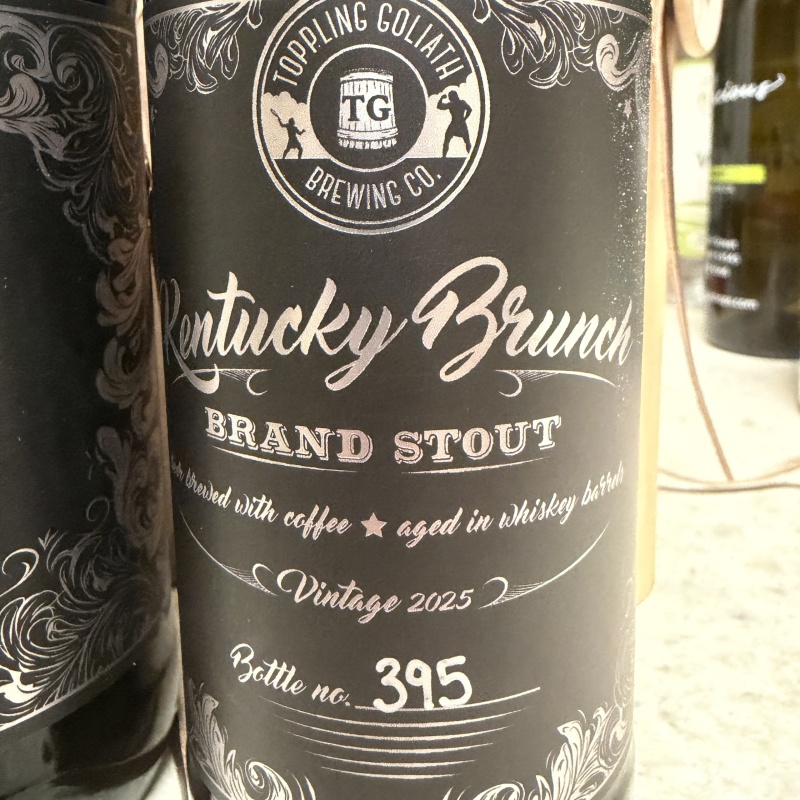 TOPPLING GOLIATH
TG
BREWING CO.
Kentucky Brunch
BRAND STOUT
brewed with coffee ★ aged in whiskey barrels
Vintage 2025
Bottle no. 395